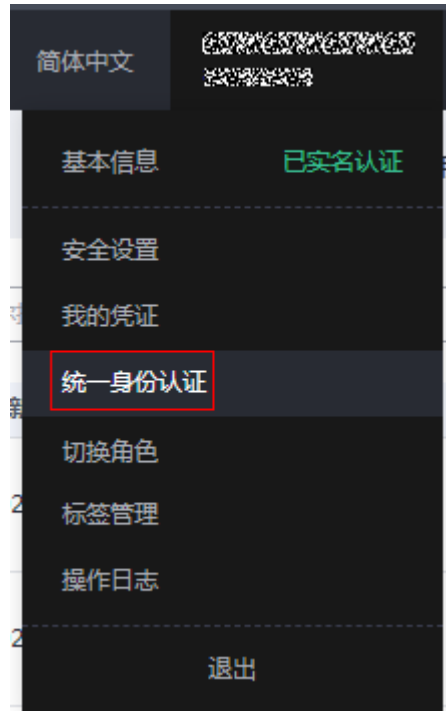 简体中文
基本信息 已实名认证
安全设置
我的凭证
统一身份认证
切换角色
标签管理
操作日志
退出